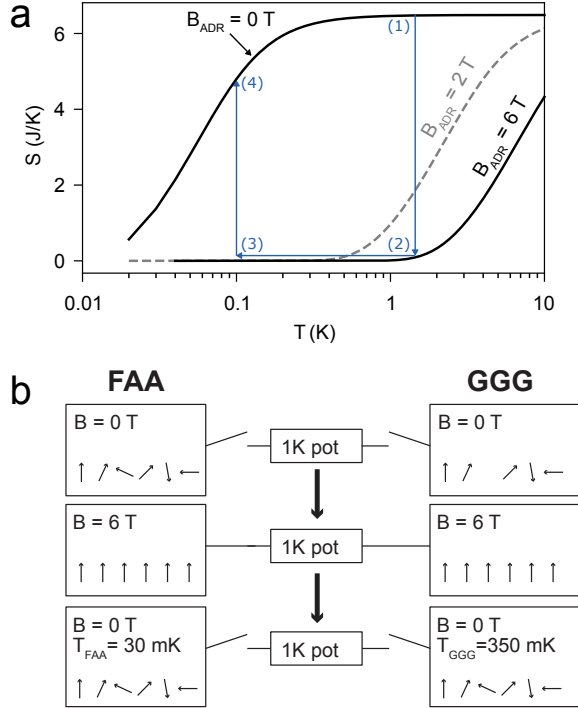 a
B_ADR = 0 T
(1)
(4)
B_ADR = 2 T
B_ADR = 6 T
(3)
(2)
S (J/K)
6
4
2
0
0.01
0.1
1
10
T (K)
b
FAA
GGG
B = 0 T
1K pot
B = 0 T
B = 6 T
1K pot
B = 6 T
B = 0 T
T_FAA = 30 mK
1K pot
B = 0 T
T_GGG=350 mK